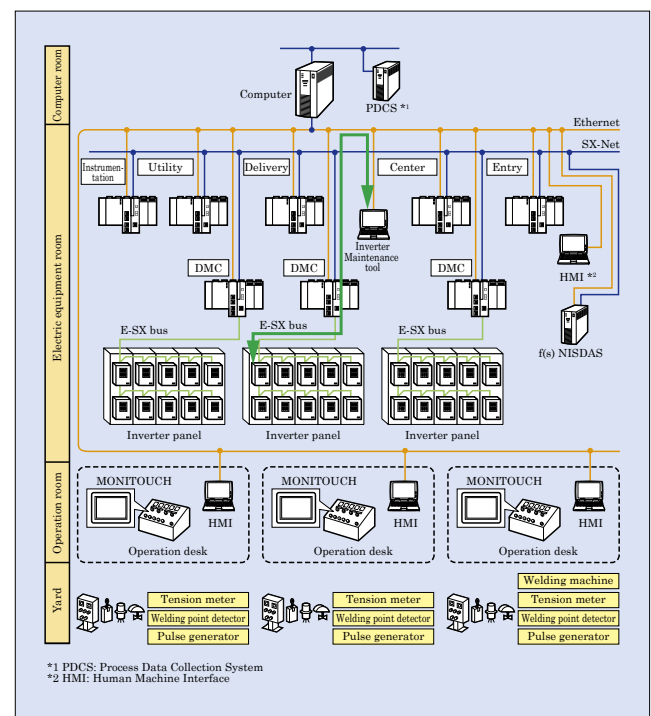 Computer room
Computer
PDCS *1
Ethernet
SX-Net
Electric equipment room
Instrumen-
tation
Utility
Delivery
Center
Entry
Inverter
Maintenance
tool
HMI *2
DMC
DMC
DMC
f(s) NISDAS
E-SX bus
E-SX bus
E-SX bus
Inverter panel
Inverter panel
Inverter panel
Operation room
MONITOUCH
HMI
Operation desk
MONITOUCH
HMI
Operation desk
MONITOUCH
HMI
Operation desk
Yard
Tension meter
Welding point detector
Pulse generator
Tension meter
Welding point detector
Pulse generator
Welding machine
Tension meter
Welding point detector
Pulse generator
*1 PDCS: Process Data Collection System
*2 HMI: Human Machine Interface